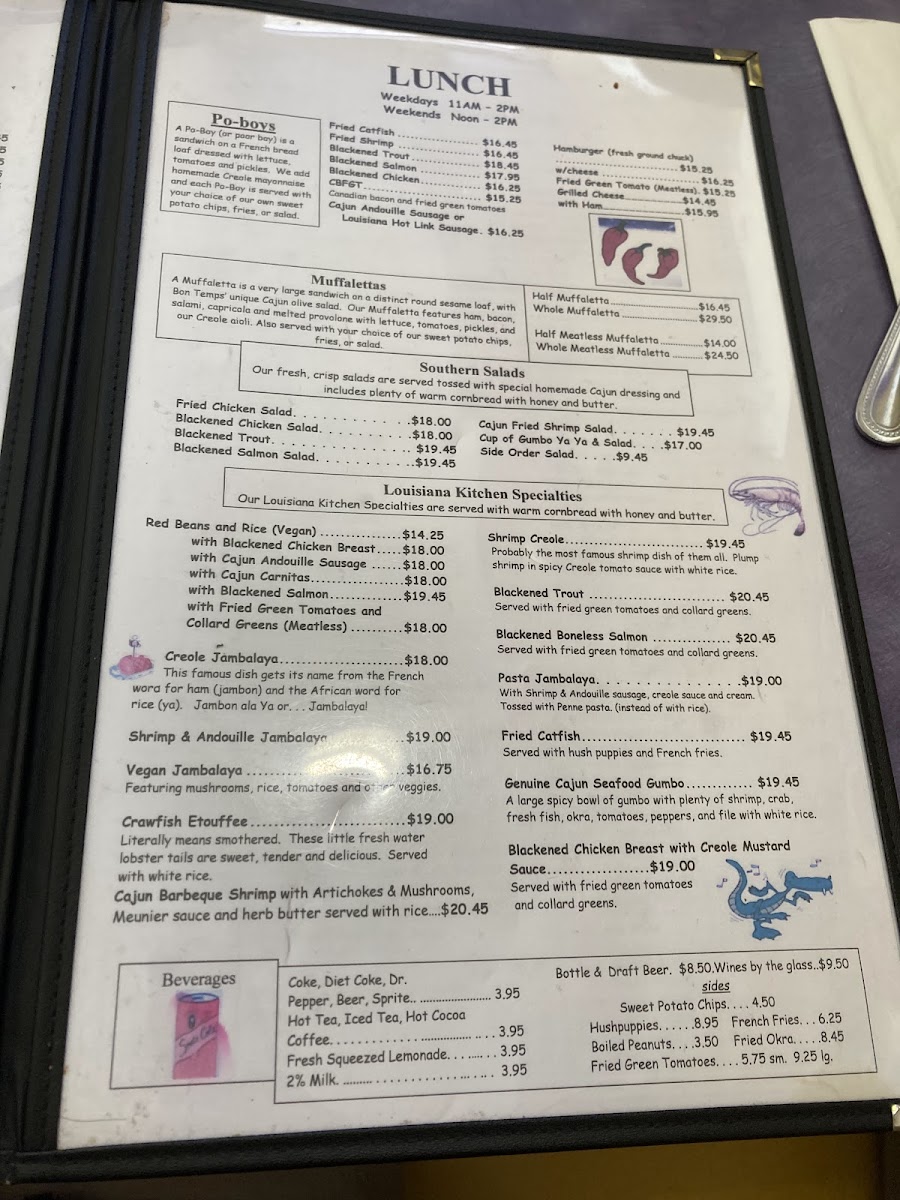 LUNCH
Weekdays 11AM - 2PM
Weekends Noon - 2PM
Po-boys
A Po-Boy (or poor boy) is a
sandwich on a French bread
loaf dressed with lettuce,
tomatoes and pickles. We add
homemade Creole mayonnaise
and each Po-Boy is served with
your choice of our own sweet
potato chips, fries, or salad.
Fried Catfish .................. $16.45
Fried Shrimp .................. $16.45
Blackened Trout .............. $18.45
Blackened Salmon ............ $17.95
Blackened Chicken............ $16.25
CBFGT........................ $15.25
Canadian bacon and fried green tomatoes
Cajun Andouille Sausage or
Louisiana Hot Link Sausage. $16.25
Hamburger (fresh ground chuck)
........................ $15.25
w/cheese .................... $16.25
Fried Green Tomato (Meatless). $15.25
Grilled Cheese................$14.45
with Ham....................$15.95
Muffalettas
A Muffaletta is a very large sandwich on a distinct round sesame loaf, with
Bon Temps' unique Cajun olive salad. Our Muffaletta features ham, bacon,
salami, capricola and melted provolone with lettuce, tomatoes, pickles, and
our Creole aioli. Also served with your choice of our sweet potato chips,
fries, or salad.
Half Muffaletta ......................$16.45
Whole Muffaletta ....................$29.50
Half Meatless Muffaletta ..............$14.00
Whole Meatless Muffaletta ..........$24.50
Southern Salads
Our fresh, crisp salads are served tossed with special homemade Cajun dressing and
includes plenty of warm cornbread with honey and butter.
Fried Chicken Salad. . . . . . . . . . .$18.00
Blackened Chicken Salad. . . . . . . . .$18.00
Blackened Trout. . . . . . . . . . . . . $19.45
Blackened Salmon Salad. . . . . . . . . .$19.45
Cajun Fried Shrimp Salad. . . . . . . $19.45
Cup of Gumbo Ya Ya & Salad. . . .$17.00
Side Order Salad. . . . .$9.45
Louisiana Kitchen Specialties
Our Louisiana Kitchen Specialties are served with warm cornbread with honey and butter.
Red Beans and Rice (Vegan) ................$14.25
with Blackened Chicken Breast.....$18.00
with Cajun Andouille Sausage ......$18.00
with Cajun Carnitas..................$18.00
with Blackened Salmon..............$19.45
with Fried Green Tomatoes and
Collard Greens (Meatless) ..........$18.00
Creole Jambalaya........................$18.00
This famous dish gets its name from the French
word for ham (jambon) and the African word for
rice (ya). Jambon ala Ya or. . . Jambalaya!
Shrimp & Andouille Jambalaya ...$19.00
Vegan Jambalaya .......................$16.75
Featuring mushrooms, rice, tomatoes and other veggies.
Crawfish Etouffee........................$19.00
Literally means smothered. These little fresh water
lobster tails are sweet, tender and delicious. Served
with white rice.
Cajun Barbeque Shrimp with Artichokes & Mushrooms,
Meunier sauce and herb butter served with rice....$20.45
Shrimp Creole............................ $19.45
Probably the most famous shrimp dish of them all. Plump
shrimp in spicy Creole tomato sauce with white rice.
Blackened Trout ............................ $20.45
Served with fried green tomatoes and collard greens.
Blackened Boneless Salmon ............... $20.45
Served with fried green tomatoes and collard greens.
Pasta Jambalaya. . . . . . . . . . . . . . .$19.00
With Shrimp & Andouille sausage, creole sauce and cream.
Tossed with Penne pasta. (instead of with rice).
Fried Catfish................................ $19.45
Served with hush puppies and French fries.
Genuine Cajun Seafood Gumbo............. $19.45
A large spicy bowl of gumbo with plenty of shrimp, crab,
fresh fish, okra, tomatoes, peppers, and file with white rice.
Blackened Chicken Breast with Creole Mustard
Sauce...................$19.00
Served with fried green tomatoes
and collard greens.
Beverages
Coke, Diet Coke, Dr.
Pepper, Beer, Sprite.. ....................... 3.95
Hot Tea, Iced Tea, Hot Cocoa
Coffee. . . . . . . . ..................... 3.95
Fresh Squeezed Lemonade. . . ..... . . 3.95
2% Milk. ......... . . . . . . . . . . . ... .. . 3.95
Bottle & Draft Beer. $8.50.Wines by the glass..$9.50
sides
Sweet Potato Chips. . . . 4.50
Hushpuppies. . . . . .8.95 French Fries. . . 6.25
Boiled Peanuts. . . .3.50 Fried Okra. . . . .8.45
Fried Green Tomatoes. . . . 5.75 sm. 9.25 lg.